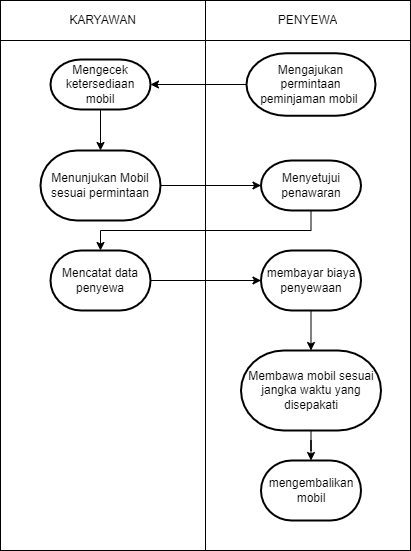 KARYAWAN
PENYEWA
Mengajukan
permintaan
peminjaman mobil
Mengecek
ketersediaan
mobil
Menunjukan Mobil
sesuai permintaan
Menyetujui
penawaran
Mencatat data
penyewa
membayar biaya
penyewaan
Membawa mobil sesuai
jangka waktu yang
disepakati
mengembalikan
mobil